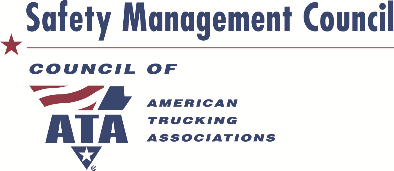 Safety Management Council
COUNCIL OF
ATA
AMERICAN
TRUCKING
ASSOCIATIONS
®